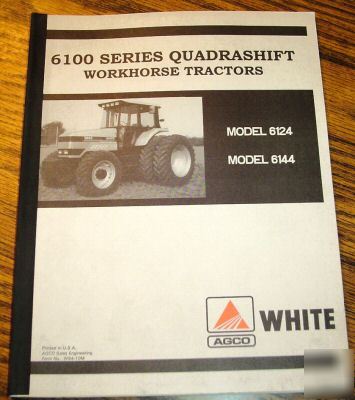 6100 SERIES QUADRASHIFT
WORKHORSE TRACTORS
MODEL 6124
MODEL 6144
AGCO
WHITE
Printed in U.S.A.
AGCO Sales Engineering